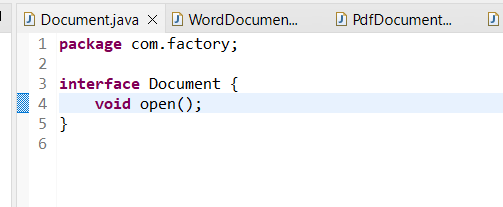 Document.java WordDocumen... PdfDocument...
1 package com.factory;
2
3 interface Document {
4 void open();
5 }
6